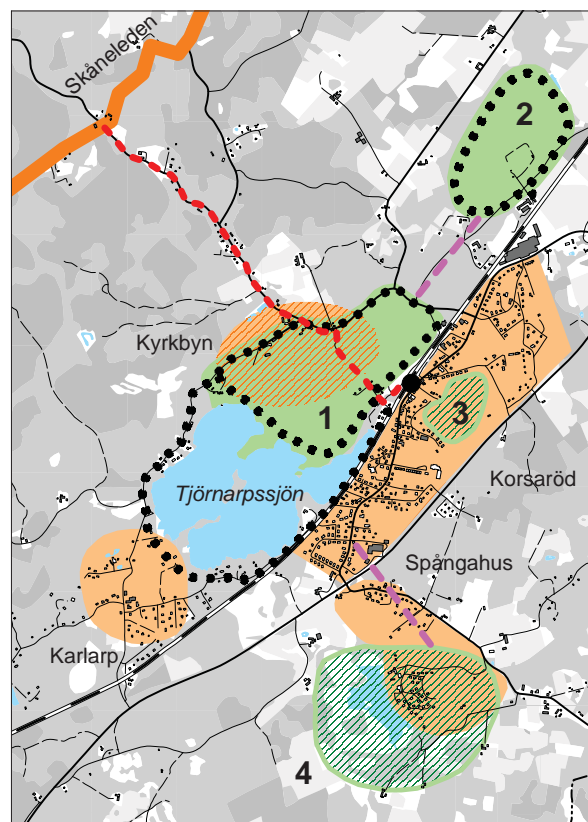 Skåneleden
2
Kyrkbyn
1
3
Tjörnarpssjön
Korsaröd
Spångahus
Karlarp
4